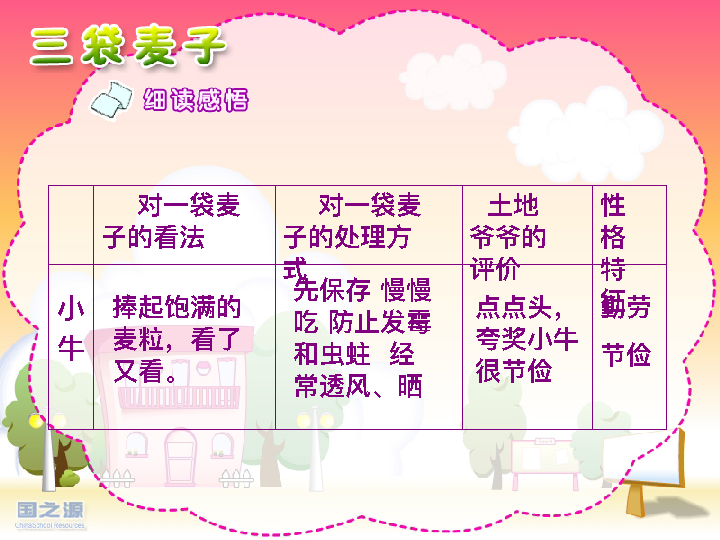 三袋麦子
细读感悟
对一袋麦
子的看法
对一袋麦
子的处理方
式
土地
爷爷的
评价
性
格
特
征
小
牛
捧起饱满的
麦粒，看了
又看。
先保存 慢慢
吃 防止发霉
和虫蛀 经
常透风、晒
点点头，
夸奖小牛
很节俭
勤劳
节俭
国之源
ChinaSchool Resources